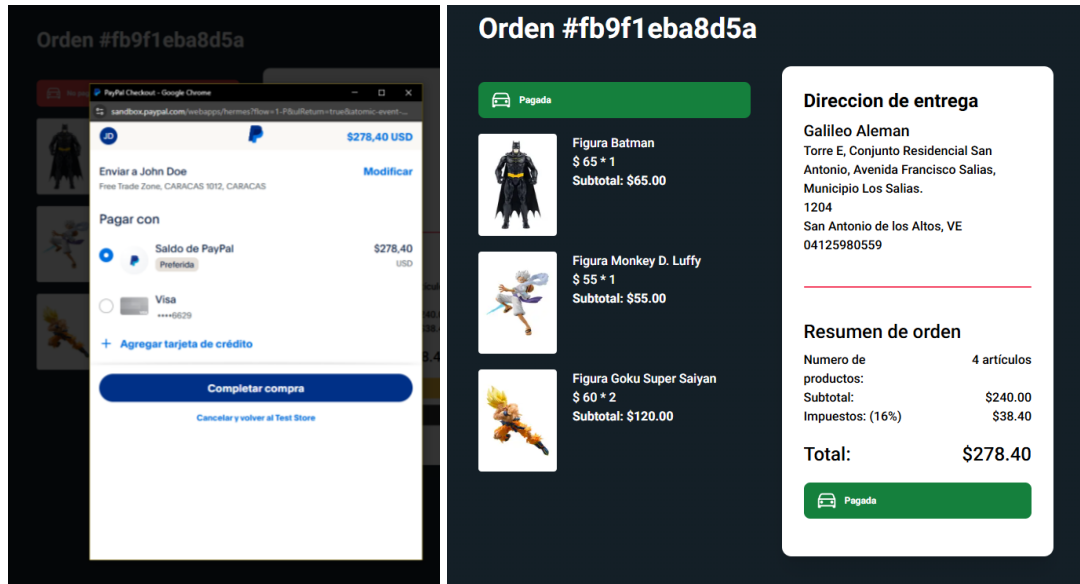 Orden #fb9f1eba8d5a
PayPal Checkout - Google Chrome
sandbox.paypal.com/webapps/hermes?flow=1-P&ulReturn=true&atomic-event-...
JD
$278,40 USD
Enviar a John Doe
Modificar
Free Trade Zone, CARACAS 1012, CARACAS
Pagar con
Saldo de PayPal
$278,40
Preferida
USD
Visa
••••6629
+ Agregar tarjeta de crédito
Completar compra
Cancelar y volver al Test Store
Orden #fb9f1eba8d5a
Pagada
Figura Batman
$ 65 * 1
Subtotal: $65.00
Figura Monkey D. Luffy
$ 55 * 1
Subtotal: $55.00
Figura Goku Super Saiyan
$ 60 * 2
Subtotal: $120.00
Direccion de entrega
Galileo Aleman
Torre E, Conjunto Residencial San
Antonio, Avenida Francisco Salias,
Municipio Los Salias.
1204
San Antonio de los Altos, VE
04125980559
Resumen de orden
Numero de productos: 4 artículos
Subtotal: $240.00
Impuestos: (16%) $38.40
Total: $278.40
Pagada